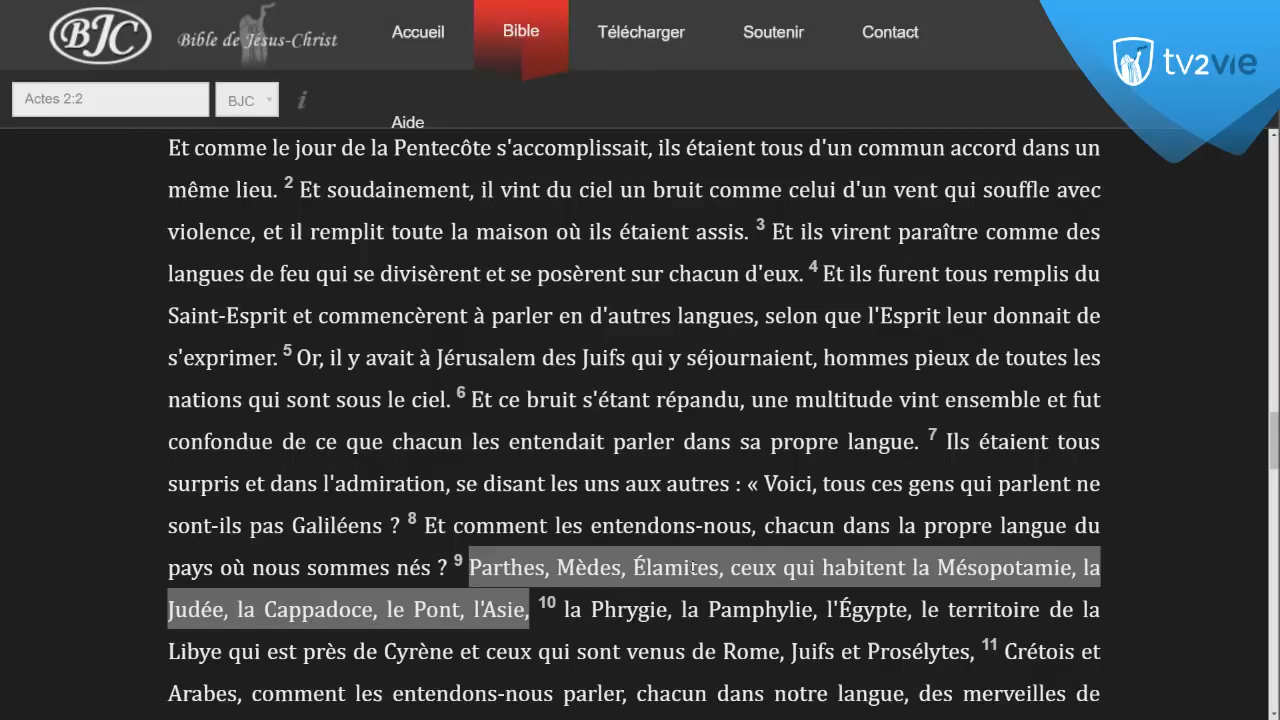 BJC
Bible de Jésus-Christ
Accueil
Bible
Télécharger
Soutenir
Contact
tv2vie
Actes 2:2
BJC
i
Aide
Et comme le jour de la Pentecôte s'accomplissait, ils étaient tous d'un commun accord dans un
même lieu. 2 Et soudainement, il vint du ciel un bruit comme celui d'un vent qui souffle avec
violence, et il remplit toute la maison où ils étaient assis. 3 Et ils virent paraître comme des
langues de feu qui se divisèrent et se posèrent sur chacun d'eux. 4 Et ils furent tous remplis du
Saint-Esprit et commencèrent à parler en d'autres langues, selon que l'Esprit leur donnait de
s'exprimer. 5 Or, il y avait à Jérusalem des Juifs qui y séjournaient, hommes pieux de toutes les
nations qui sont sous le ciel. 6 Et ce bruit s'étant répandu, une multitude vint ensemble et fut
confondue de ce que chacun les entendait parler dans sa propre langue. 7 Ils étaient tous
surpris et dans l'admiration, se disant les uns aux autres : « Voici, tous ces gens qui parlent ne
sont-ils pas Galiléens ? 8 Et comment les entendons-nous, chacun dans la propre langue du
pays où nous sommes nés ? 9 Parthes, Mèdes, Élamites, ceux qui habitent la Mésopotamie, la
Judée, la Cappadoce, le Pont, l'Asie, 10 la Phrygie, la Pamphylie, l'Égypte, le territoire de la
Libye qui est près de Cyrène et ceux qui sont venus de Rome, Juifs et Prosélytes, 11 Crétois et
Arabes, comment les entendons-nous parler, chacun dans notre langue, des merveilles de